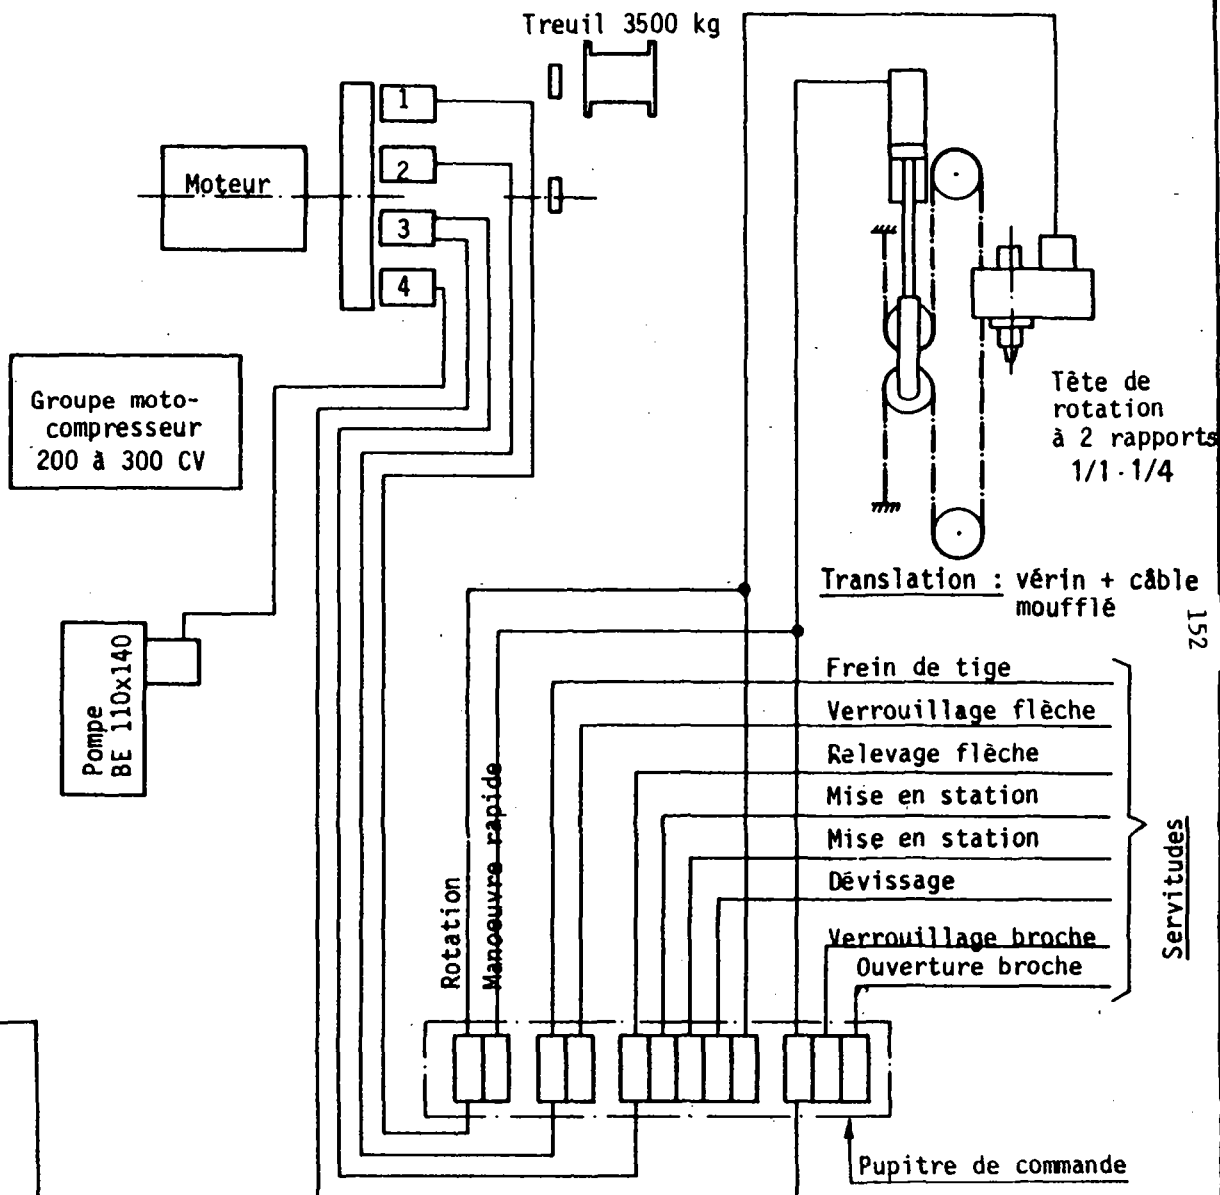 Treuil 3500 kg
1
2
3
4
Moteur
Groupe moto-
compresseur
200 à 300 CV
Tête de
rotation
à 2 rapports
1/1 - 1/4
Translation : vérin + câble
moufflé
152
Pompe
BE 110x140
Frein de tige
Verrouillage flèche
Relevage flèche
Mise en station
Mise en station
Dévissage
Verrouillage broche
Ouverture broche
Servitudes
Rotation
Manoeuvre rapide
Pupitre de commande